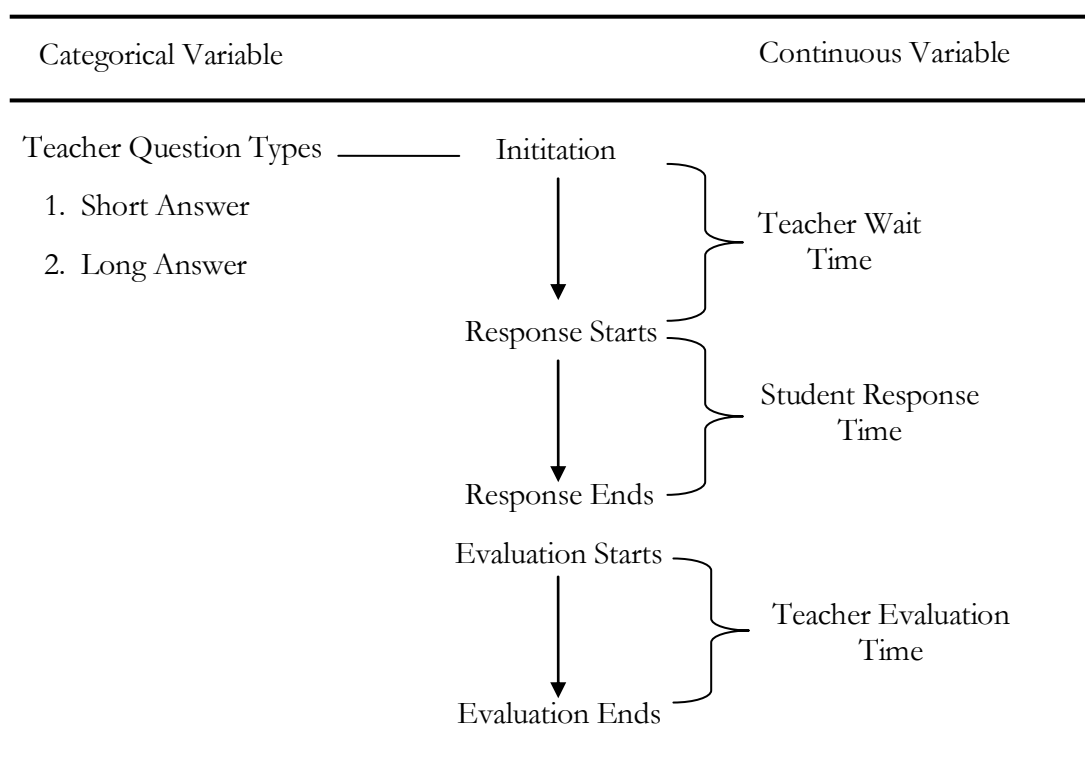 Categorical Variable
Continuous Variable
Teacher Question Types
Inititation
1. Short Answer
2. Long Answer
Teacher Wait
Time
Response Starts
Student Response
Time
Response Ends
Evaluation Starts
Teacher Evaluation
Time
Evaluation Ends